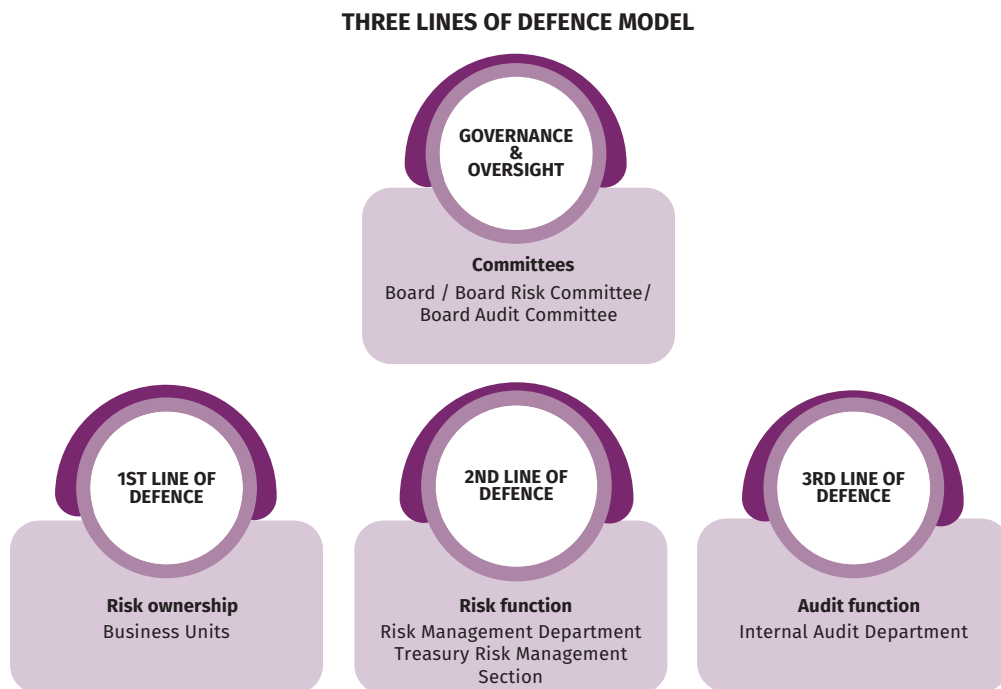 THREE LINES OF DEFENCE MODEL
GOVERNANCE
&
OVERSIGHT
Committees
Board / Board Risk Committee/
Board Audit Committee
1ST LINE OF
DEFENCE
Risk ownership
Business Units
2ND LINE OF
DEFENCE
Risk function
Risk Management Department
Treasury Risk Management
Section
3RD LINE OF
DEFENCE
Audit function
Internal Audit Department